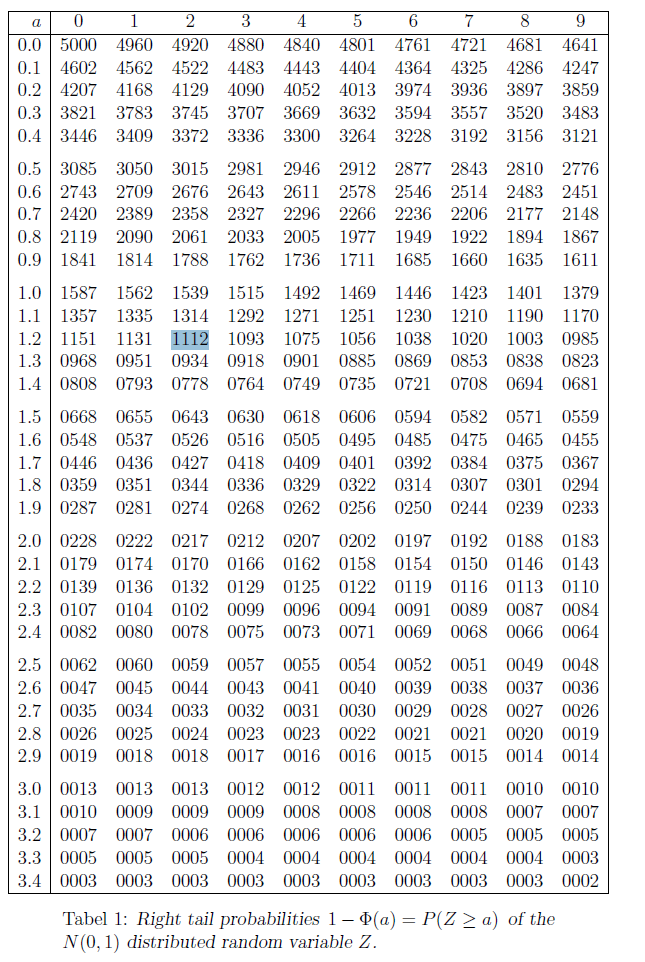 a 0 1 2 3 4 5 6 7 8 9
0.0 5000 4960 4920 4880 4840 4801 4761 4721 4681 4641
0.1 4602 4562 4522 4483 4443 4404 4364 4325 4286 4247
0.2 4207 4168 4129 4090 4052 4013 3974 3936 3897 3859
0.3 3821 3783 3745 3707 3669 3632 3594 3557 3520 3483
0.4 3446 3409 3372 3336 3300 3264 3228 3192 3156 3121
0.5 3085 3050 3015 2981 2946 2912 2877 2843 2810 2776
0.6 2743 2709 2676 2643 2611 2578 2546 2514 2483 2451
0.7 2420 2389 2358 2327 2296 2266 2236 2206 2177 2148
0.8 2119 2090 2061 2033 2005 1977 1949 1922 1894 1867
0.9 1841 1814 1788 1762 1736 1711 1685 1660 1635 1611
1.0 1587 1562 1539 1515 1492 1469 1446 1423 1401 1379
1.1 1357 1335 1314 1292 1271 1251 1230 1210 1190 1170
1.2 1151 1131 1112 1093 1075 1056 1038 1020 1003 0985
1.3 0968 0951 0934 0918 0901 0885 0869 0853 0838 0823
1.4 0808 0793 0778 0764 0749 0735 0721 0708 0694 0681
1.5 0668 0655 0643 0630 0618 0606 0594 0582 0571 0559
1.6 0548 0537 0526 0516 0505 0495 0485 0475 0465 0455
1.7 0446 0436 0427 0418 0409 0401 0392 0384 0375 0367
1.8 0359 0351 0344 0336 0329 0322 0314 0307 0301 0294
1.9 0287 0281 0274 0268 0262 0256 0250 0244 0239 0233
2.0 0228 0222 0217 0212 0207 0202 0197 0192 0188 0183
2.1 0179 0174 0170 0166 0162 0158 0154 0150 0146 0143
2.2 0139 0136 0132 0129 0125 0122 0119 0116 0113 0110
2.3 0107 0104 0102 0099 0096 0094 0091 0089 0087 0084
2.4 0082 0080 0078 0075 0073 0071 0069 0068 0066 0064
2.5 0062 0060 0059 0057 0055 0054 0052 0051 0049 0048
2.6 0047 0045 0044 0043 0041 0040 0039 0038 0037 0036
2.7 0035 0034 0033 0032 0031 0030 0029 0028 0027 0026
2.8 0026 0025 0024 0023 0023 0022 0021 0021 0020 0019
2.9 0019 0018 0018 0017 0016 0016 0015 0015 0014 0014
3.0 0013 0013 0013 0012 0012 0011 0011 0011 0010 0010
3.1 0010 0009 0009 0009 0008 0008 0008 0008 0007 0007
3.2 0007 0007 0006 0006 0006 0006 0006 0005 0005 0005
3.3 0005 0005 0005 0004 0004 0004 0004 0004 0004 0003
3.4 0003 0003 0003 0003 0003 0003 0003 0003 0003 0002
Tabel 1: Right tail probabilities 1 − Φ(a) = P(Z ≥ a) of the
N(0, 1) distributed random variable Z.